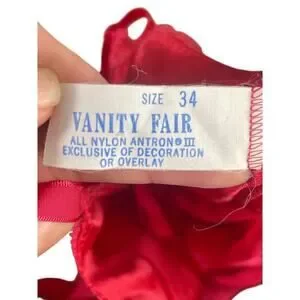 SIZE 34
VANITY FAIR
ALL NYLON ANTRON® III
EXCLUSIVE OF DECORATION
OR OVERLAY